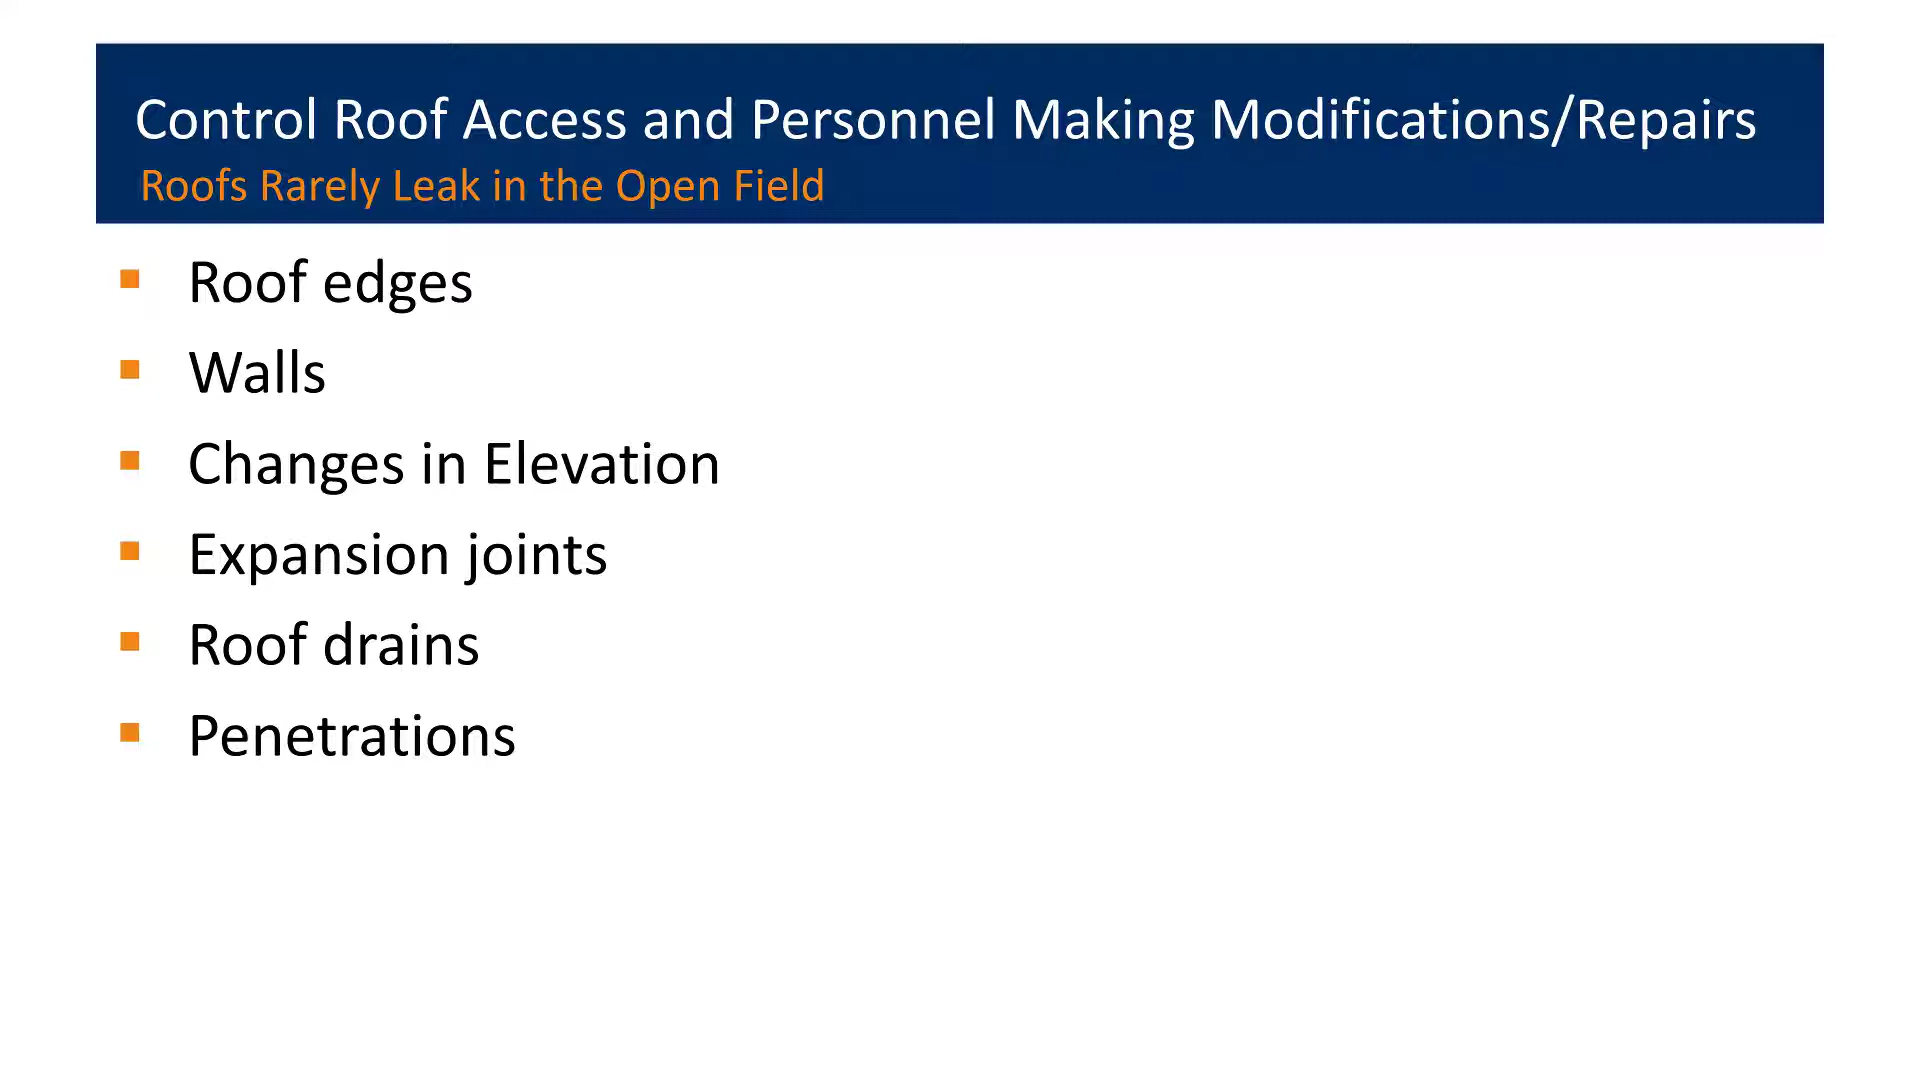 Control Roof Access and Personnel Making Modifications/Repairs
Roofs Rarely Leak in the Open Field
Roof edges
Walls
Changes in Elevation
Expansion joints
Roof drains
Penetrations